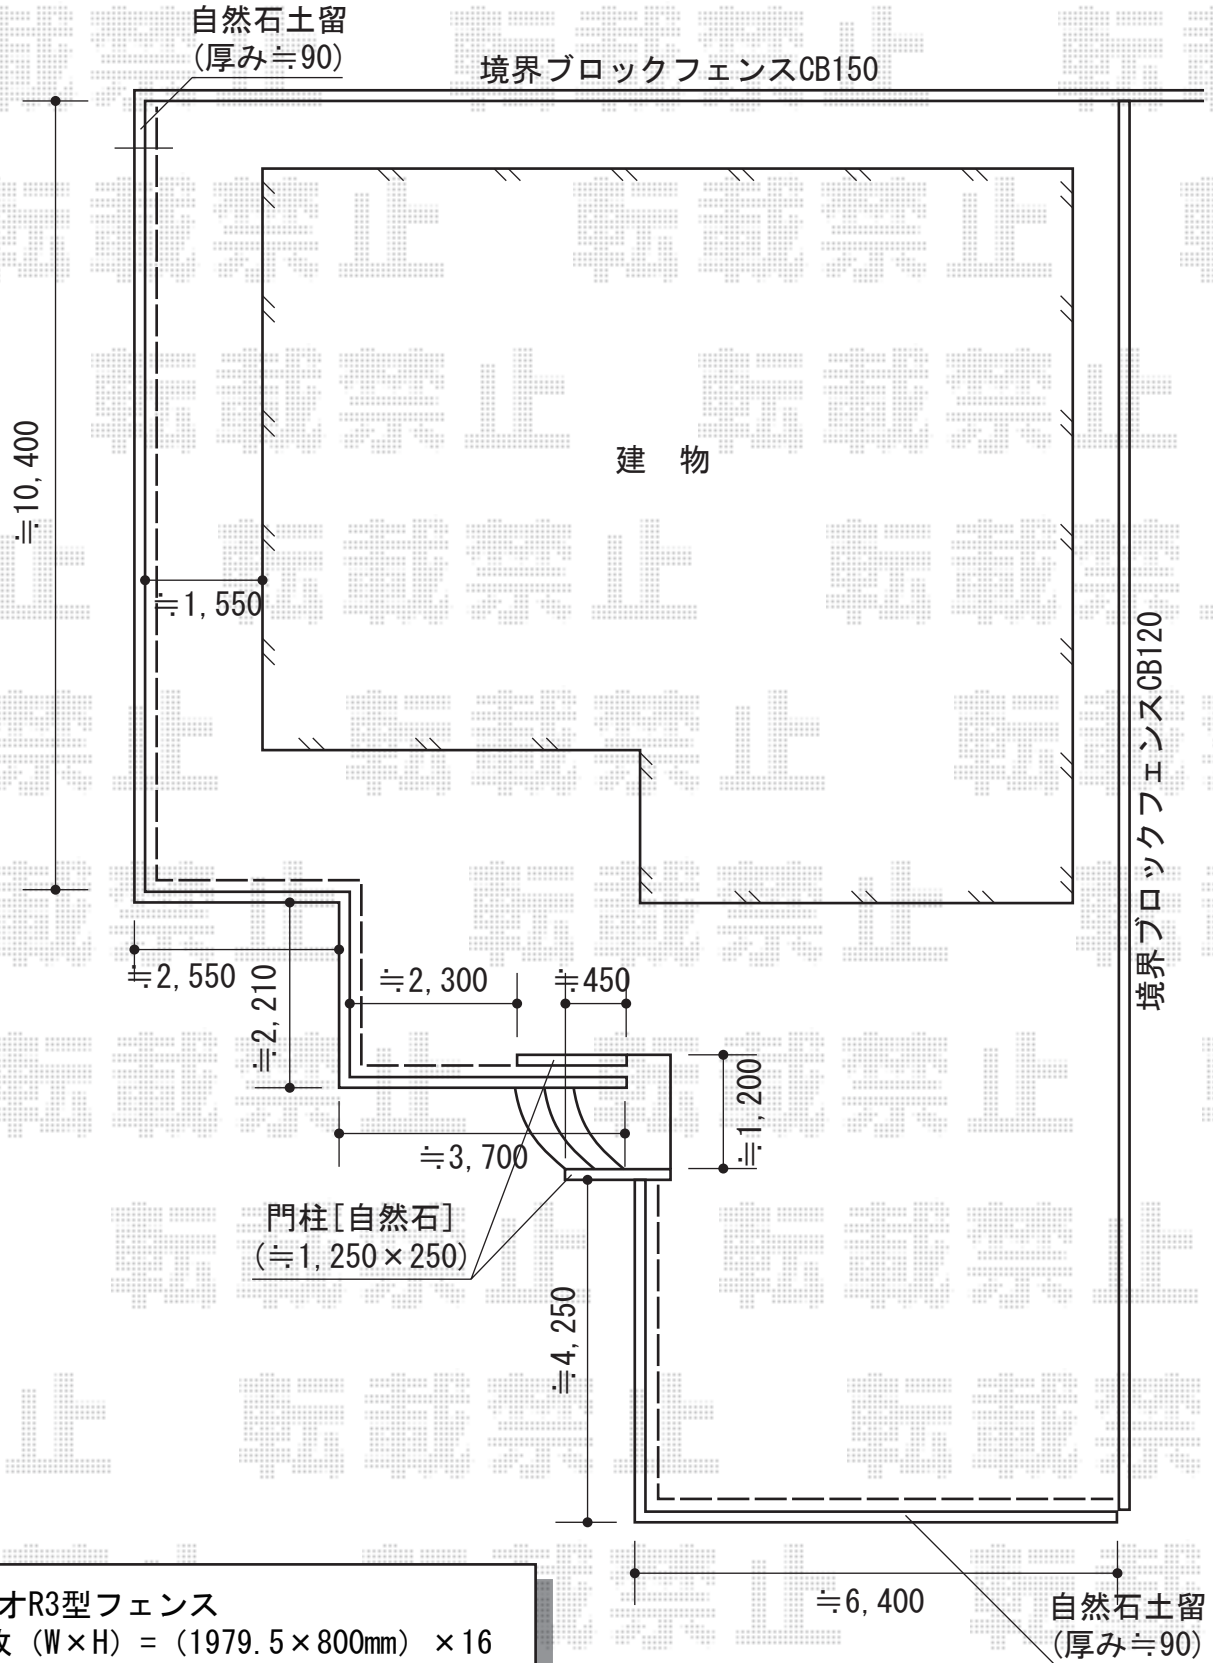 自然石土留
(厚み≒90)
境界ブロックフェンスCB150
≒10,400
建 物
≒1,550
境界ブロックフェンスCB120
≒2,550
≒2,210
≒2,300
≒450
≒1,200
≒3,700
門柱[自然石]
(≒1,250×250)
≒4,250
≒6,400
自然石土留
(厚み≒90)
オR3型フェンス
(W×H) = (1979.5×800mm) ×16
転載禁止